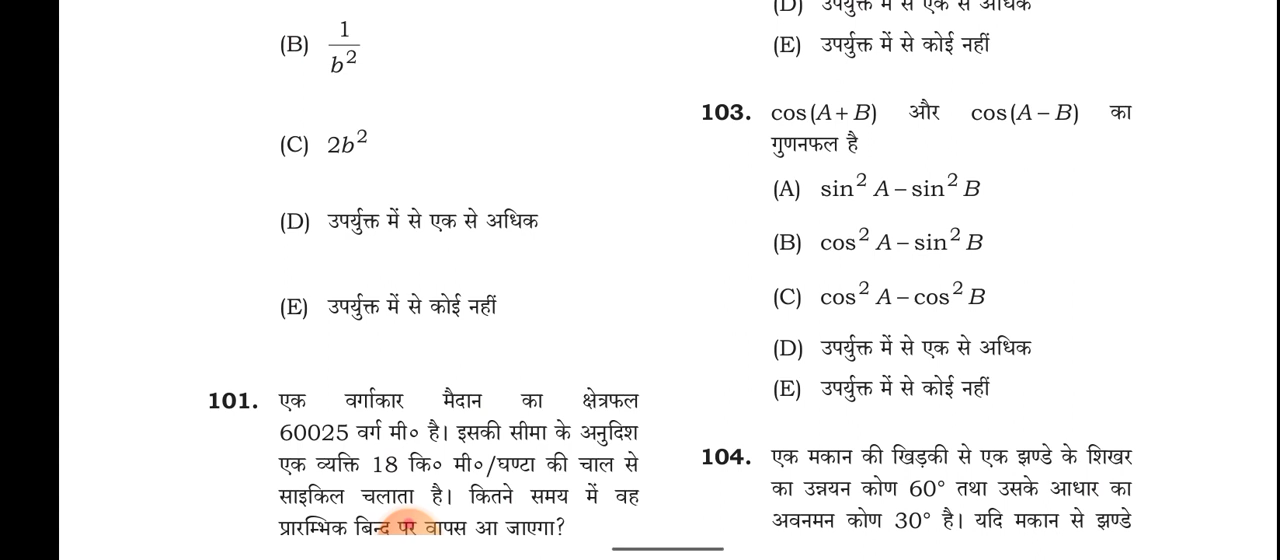 (B) 1/b²
(C) 2b²
(D) उपर्युक्त में से एक से अधिक
(E) उपर्युक्त में से कोई नहीं
101. एक वर्गाकार मैदान का क्षेत्रफल
60025 वर्ग मी० है। इसकी सीमा के अनुदिश
एक व्यक्ति 18 कि० मी०/घण्टा की चाल से
साइकिल चलाता है। कितने समय में वह
प्रारम्भिक बिन्दु पर वापस आ जाएगा?
(D) उपर्युक्त में से एक से अधिक
(E) उपर्युक्त में से कोई नहीं
103. cos(A+B) और cos(A−B) का
गुणनफल है
(A) sin² A − sin² B
(B) cos² A − sin² B
(C) cos² A − cos² B
(D) उपर्युक्त में से एक से अधिक
(E) उपर्युक्त में से कोई नहीं
104. एक मकान की खिड़की से एक झण्डे के शिखर
का उन्नयन कोण 60° तथा उसके आधार का
अवनमन कोण 30° है। यदि मकान से झण्डे